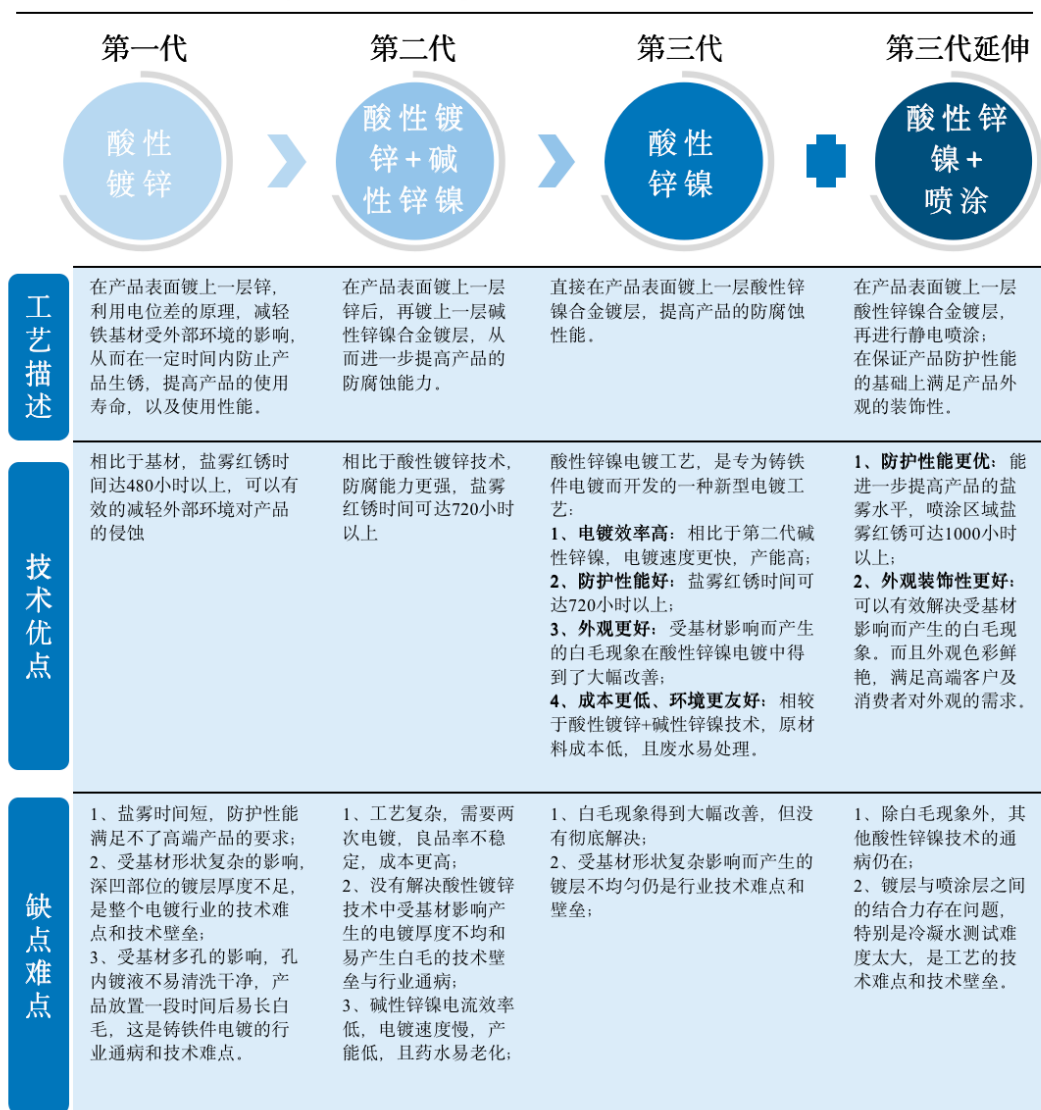 第一代
第二代
第三代
第三代延伸
酸性
镀锌
酸性镀
锌+碱
性锌镍
酸性
锌镍
酸性锌
镍+
喷涂
工艺描述
在产品表面镀上一层锌，
利用电位差的原理，减轻
铁基材受外部环境的影响，
从而在一定时间内防止产
品生锈，提高产品的使用
寿命，以及使用性能。
在产品表面镀上一层
锌后，再镀上一层碱
性锌镍合金镀层，从
而进一步提高产品的
防腐蚀能力。
直接在产品表面镀上一层酸性锌
镍合金镀层，提高产品的防腐蚀
性能。
在产品表面镀上一层
酸性锌镍合金镀层，
再进行静电喷涂；
在保证产品防护性能
的基础上满足产品外
观的装饰性。
技术优点
相比于基材，盐雾红锈时
间达480小时以上，可以有
效的减轻外部环境对产品
的侵蚀
相比于酸性镀锌技术，
防腐能力更强，盐雾
红锈时间可达720小时
以上
酸性锌镍电镀工艺，是专为铸铁
件电镀而开发的一种新型电镀工
艺：
1、电镀效率高：相比于第二代碱
性锌镍，电镀速度更快，产能高；
2、防护性能好：盐雾红锈时间可
达720小时以上；
3、外观更好：受基材影响而产生
的白毛现象在酸性锌镍电镀中得
到了大幅改善；
4、成本更低、环境更友好：相较
于酸性镀锌+碱性锌镍技术，原材
料成本低，且废水易处理。
1、防护性能更优：能
进一步提高产品的盐
雾水平，喷涂区域盐
雾红锈可达1000小时
以上；
2、外观装饰性更好：
可以有效解决受基材
影响而产生的白毛现
象。而且外观色彩鲜
艳，满足高端客户及
消费者对外观的需求。
缺点难点
1、盐雾时间短，防护性能
满足不了高端产品的要求；
2、受基材形状复杂的影响，
深凹部位的镀层厚度不足，
是整个电镀行业的技术难
点和技术壁垒；
3、受基材多孔的影响，孔
内镀液不易清洗干净，产
品放置一段时间后易长白
毛，这是铸铁件电镀的行
业通病和技术难点。
1、工艺复杂，需要两
次电镀，良品率不稳
定，成本更高；
2、没有解决酸性镀锌
技术中受基材影响产
生的电镀厚度不均和
易产生白毛的技术壁
垒与行业通病；
3、碱性锌镍电流效率
低，电镀速度慢，产
能低，且药水易老化；
1、白毛现象得到大幅改善，但没
有彻底解决；
2、受基材形状复杂影响而产生的
镀层不均匀仍是行业技术难点和
壁垒；
1、除白毛现象外，其
他酸性锌镍技术的通
病仍在；
2、镀层与喷涂层之间
的结合力存在问题，
特别是冷凝水测试难
度太大，是工艺的技
术难点和技术壁垒。